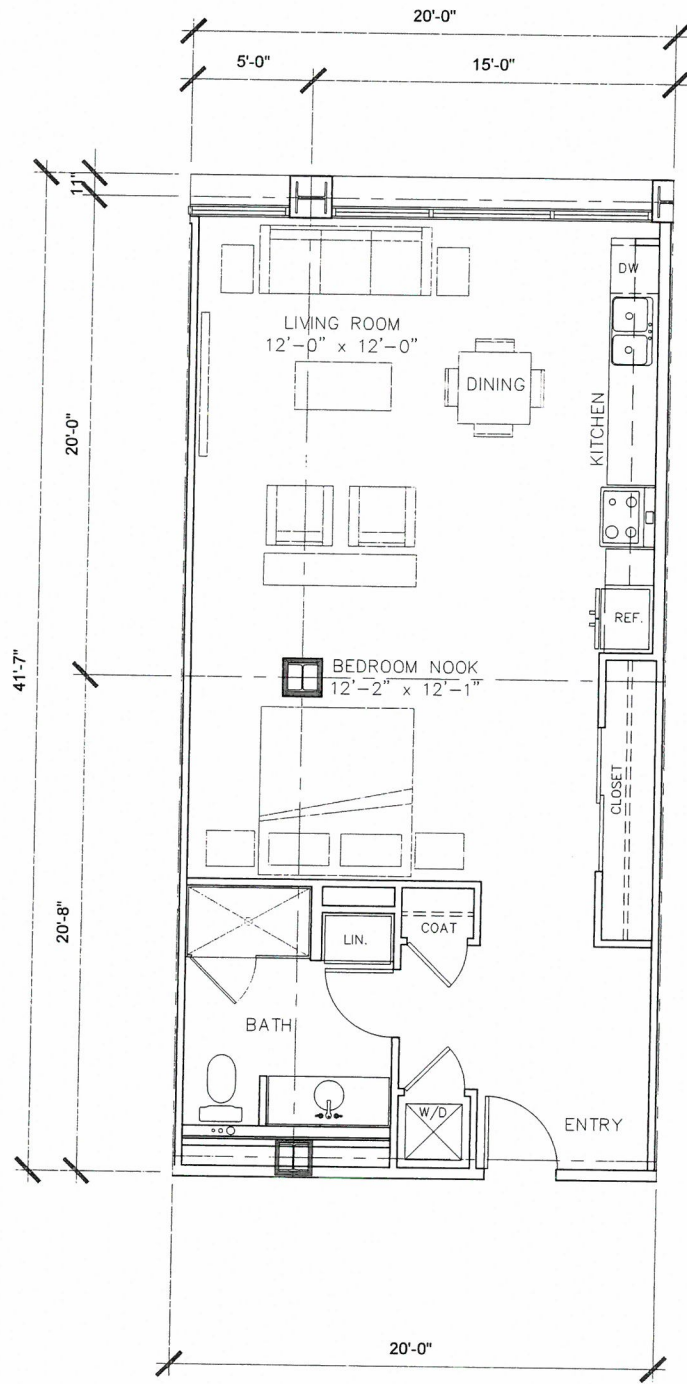 20'-0"
5'-0"
15'-0"
11"
DW
LIVING ROOM
12'-0" x 12'-0"
DINING
KITCHEN
20'-0"
REF.
41'-7"
BEDROOM NOOK
12'-2" x 12'-1"
CLOSET
20'-8"
LIN.
COAT
BATH
W/D
ENTRY
20'-0"